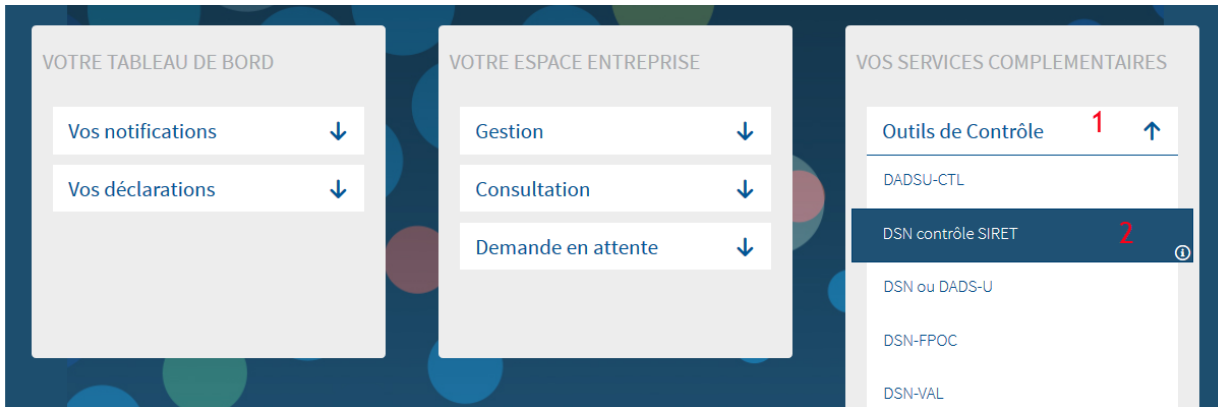 VOTRE TABLEAU DE BORD
Vos notifications
Vos déclarations
VOTRE ESPACE ENTREPRISE
Gestion
Consultation
Demande en attente
VOS SERVICES COMPLEMENTAIRES
Outils de Contrôle 1
DADSU-CTL
DSN contrôle SIRET 2
DSN ou DADS-U
DSN-FPOC
DSN-VAL